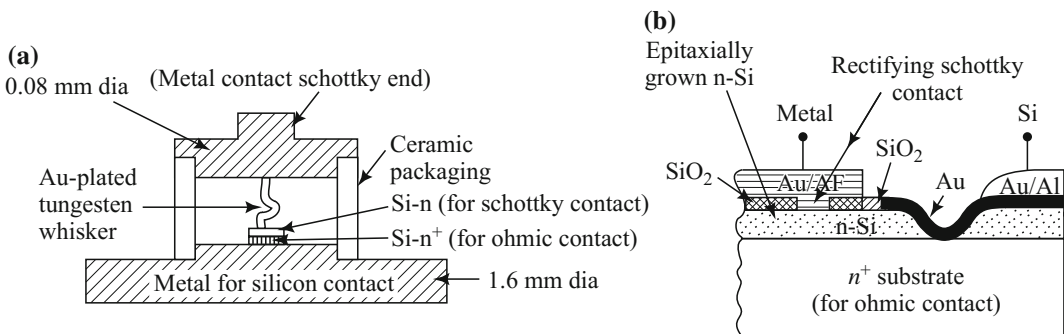 (a)
0.08 mm dia
(Metal contact schottky end)
Ceramic
packaging
Au-plated
tungesten
whisker
Si-n (for schottky contact)
Si-n⁺ (for ohmic contact)
Metal for silicon contact
1.6 mm dia
(b)
Epitaxially
grown n-Si
Rectifying schottky
contact
Metal
Si
SiO₂
SiO₂
Au
Au/AF
Au/Al
n-Si
n⁺ substrate
(for ohmic contact)